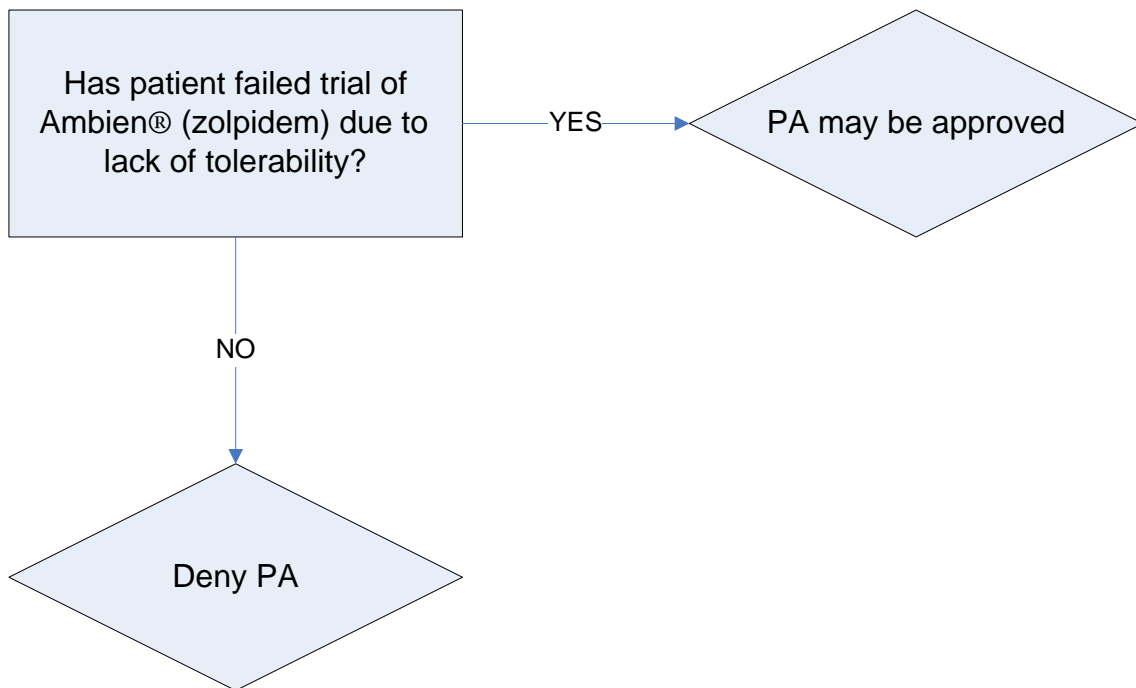 Has patient failed trial of
Ambien® (zolpidem) due to
lack of tolerability?
YES
PA may be approved
NO
Deny PA